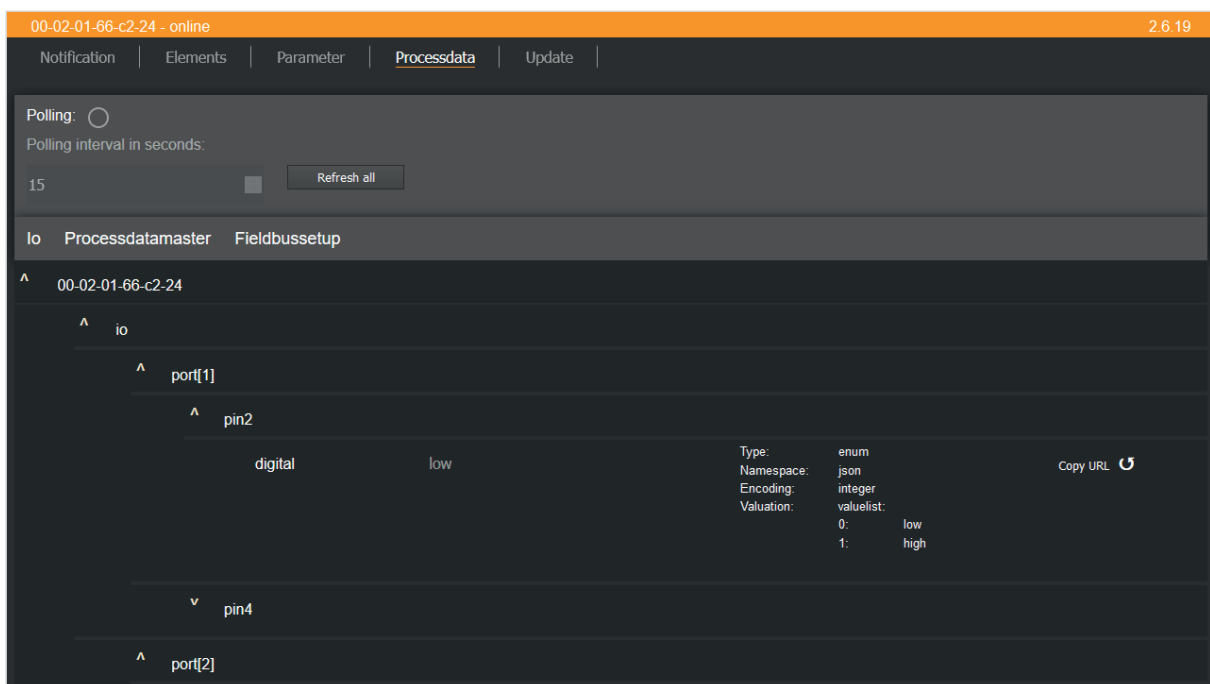 00-02-01-66-c2-24 - online 2.6.19
Notification Elements Parameter Processdata Update
Polling:
Polling interval in seconds:
15 Refresh all
Io Processdatamaster Fieldbussetup
^ 00-02-01-66-c2-24
^ io
^ port[1]
^ pin2
digital low Type: enum Copy URL ↺
Namespace: json
Encoding: integer
Valuation: valuelist:
0: low
1: high
v pin4
^ port[2]